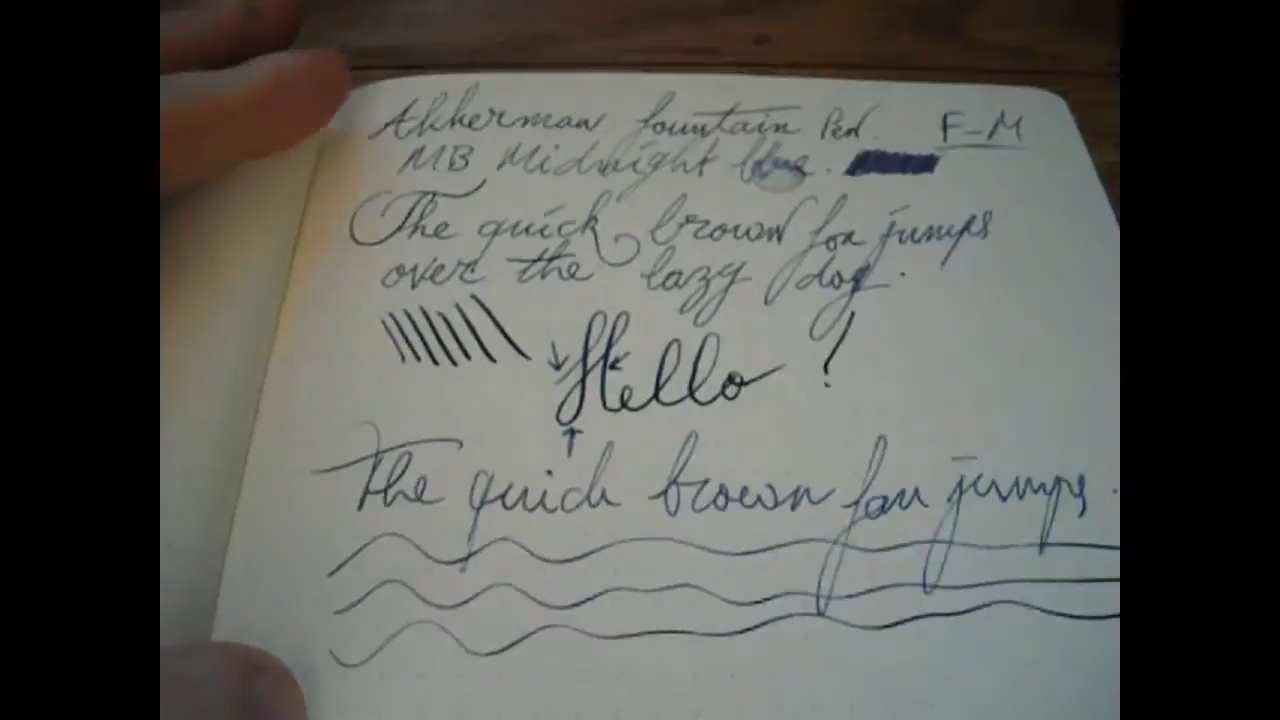 Akkerman fountain Pen. F-M
MB Midnight blue.
The quick brown fox jumps
over the lazy dog.
Hello !
The quick brown fox jumps.